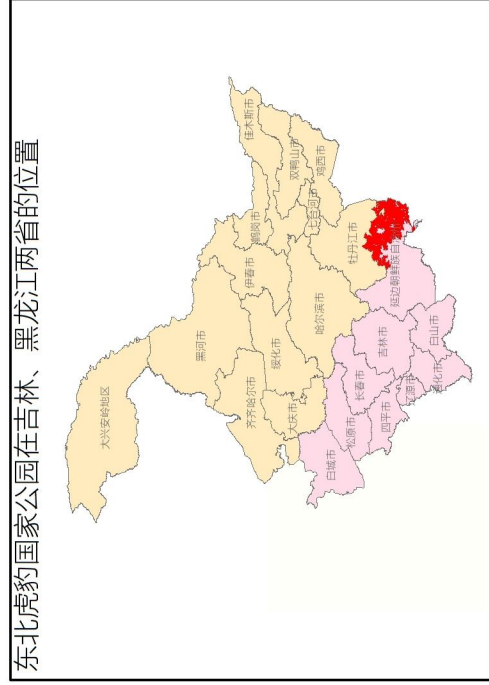 东北虎豹国家公园在吉林、黑龙江两省的位置
大兴安岭地区
黑河市
齐齐哈尔市
伊春市
鹤岗市
佳木斯市
绥化市
双鸭山市
大庆市
七台河市
鸡西市
哈尔滨市
牡丹江市
白城市
松原市
长春市
吉林市
延边朝鲜族自
四平市
辽源市
白山市
通化市